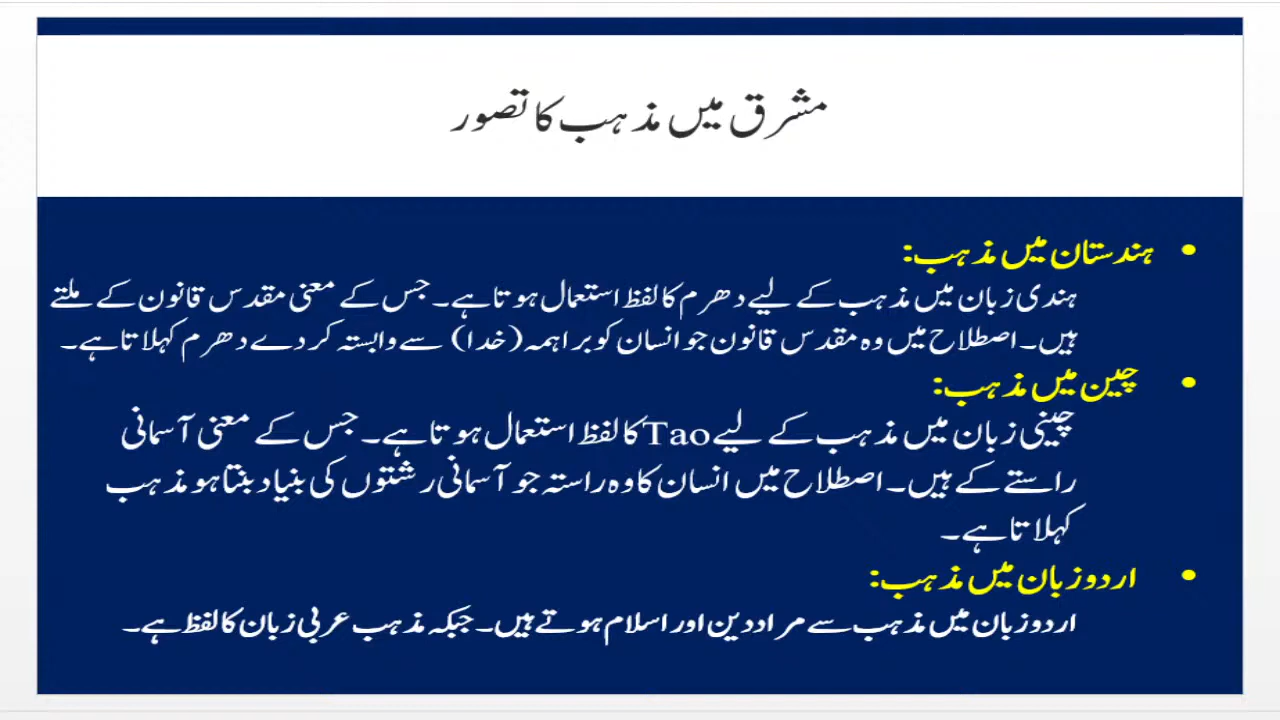 مشرق میں مذہب کا تصور
• ہندستان میں مذہب:
ہندی زبان میں مذہب کے لیے دھرم کا لفظ استعمال ہوتا ہے۔ جس کے معنی مقدس قانون کے ملتے
ہیں۔ اصطلاح میں وہ مقدس قانون جو انسان کو براہمہ (خدا) سے وابستہ کر دے دھرم کہلاتا ہے۔
• چین میں مذہب:
چینی زبان میں مذہب کے لیے Tao کا لفظ استعمال ہوتا ہے۔ جس کے معنی آسمانی
راستے کے ہیں۔ اصطلاح میں انسان کا وہ راستہ جو آسمانی رشتوں کی بنیاد بنتا ہو مذہب
کہلاتا ہے۔
• اردو زبان میں مذہب:
اردو زبان میں مذہب سے مراد دین اور اسلام ہوتے ہیں۔ جبکہ مذہب عربی زبان کا لفظ ہے۔